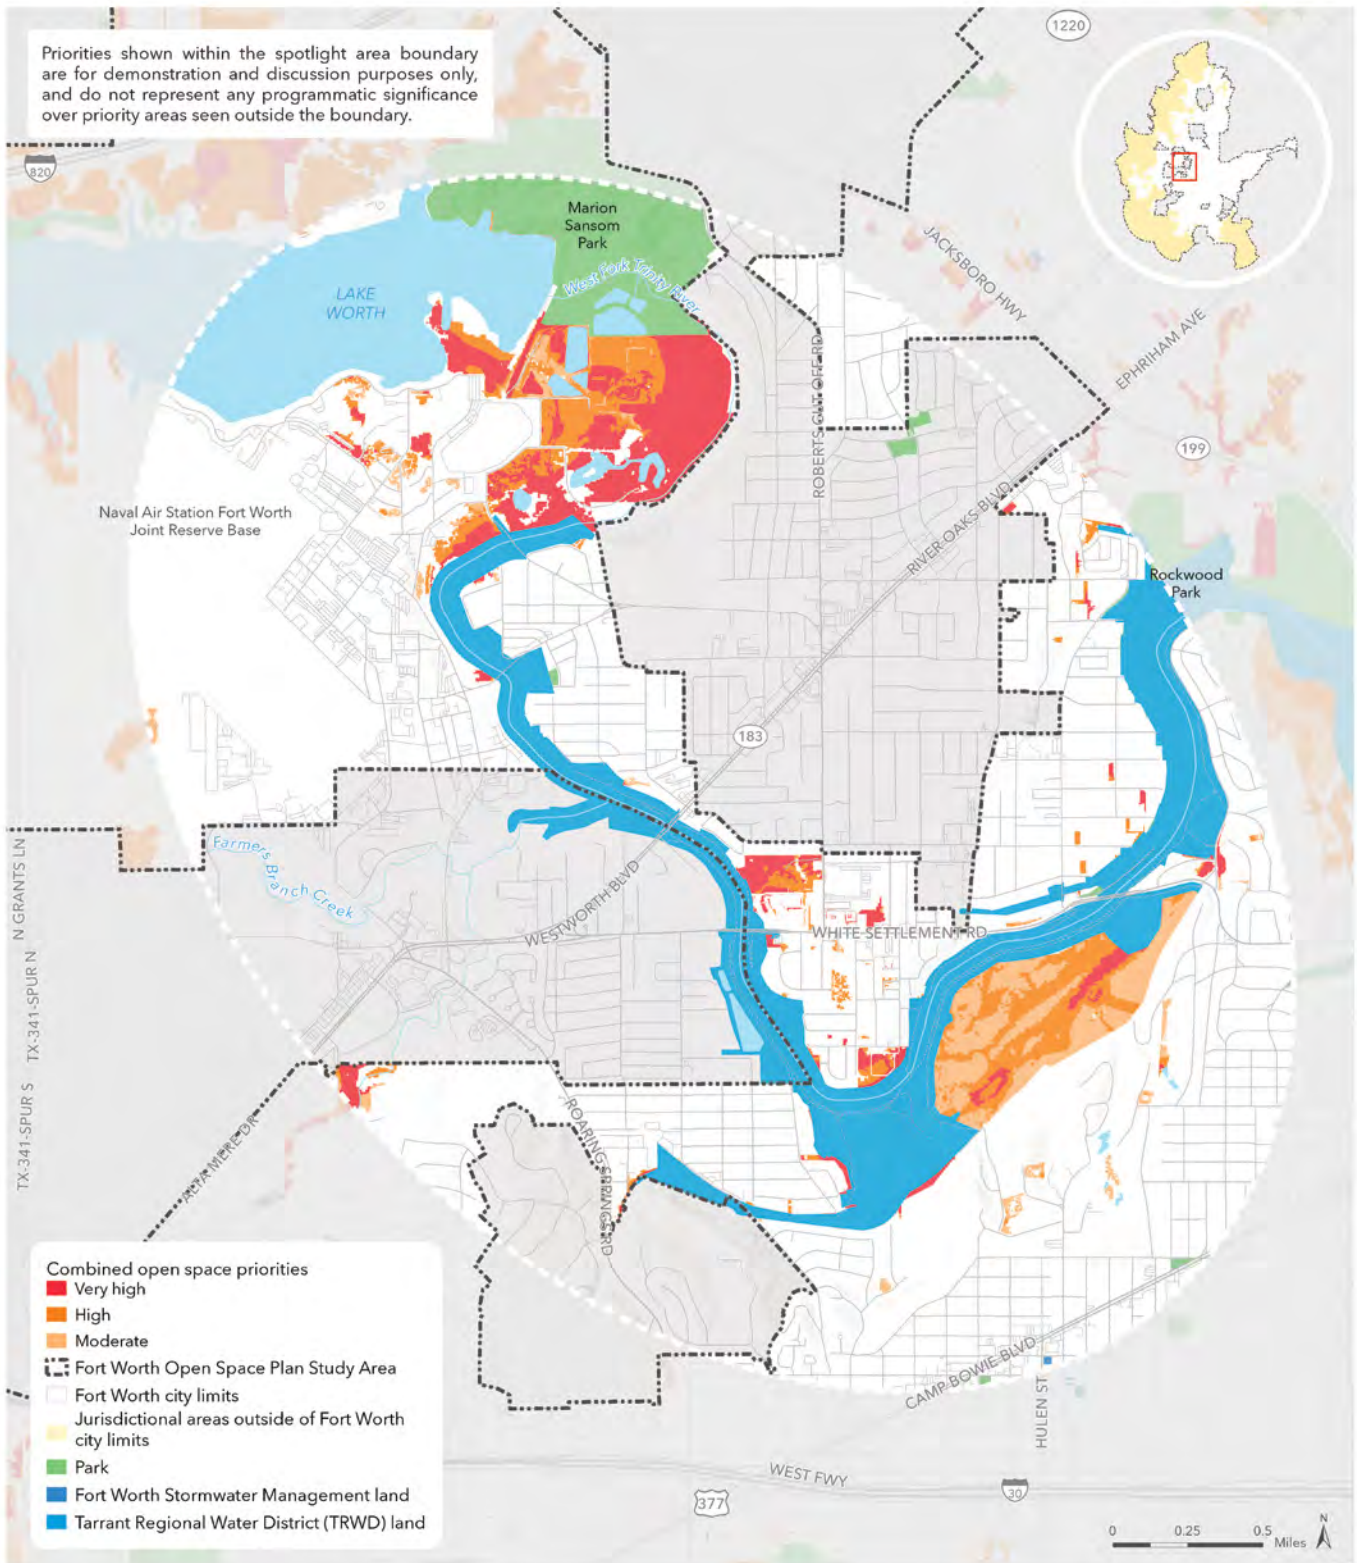 Priorities shown within the spotlight area boundary
are for demonstration and discussion purposes only,
and do not represent any programmatic significance
over priority areas seen outside the boundary.
1220
820
Marion
Sansom
Park
West Fork Trinity River
LAKE
WORTH
JACKSBORO HWY
EPHRIHAM AVE
ROBERTS CUT OFF RD
199
RIVER OAKS BLVD
Naval Air Station Fort Worth
Joint Reserve Base
Rockwood
Park
183
Farmers
Branch Creek
WESTWORTH BLVD
WHITE SETTLEMENT RD
N GRANTS LN
TX-341-SPUR N
TX-341-SPUR S
ALTA MERE DR
ROARING SPRINGS RD
CAMP BOWIE BLVD
HULEN ST
WEST FWY
377
30
Combined open space priorities
Very high
High
Moderate
Fort Worth Open Space Plan Study Area
Fort Worth city limits
Jurisdictional areas outside of Fort Worth
city limits
Park
Fort Worth Stormwater Management land
Tarrant Regional Water District (TRWD) land
0 0.25 0.5
Miles
N